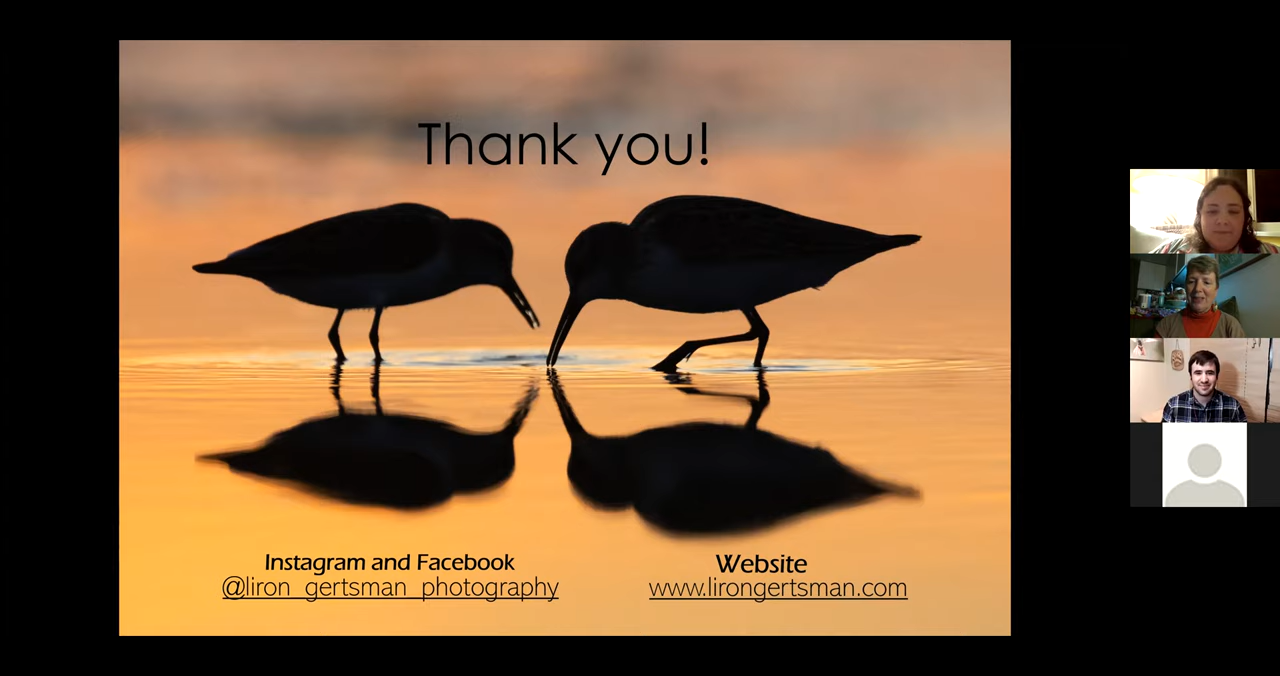 Thank you!
Instagram and Facebook
@liron_gertsman_photography
Website
www.lirongertsman.com